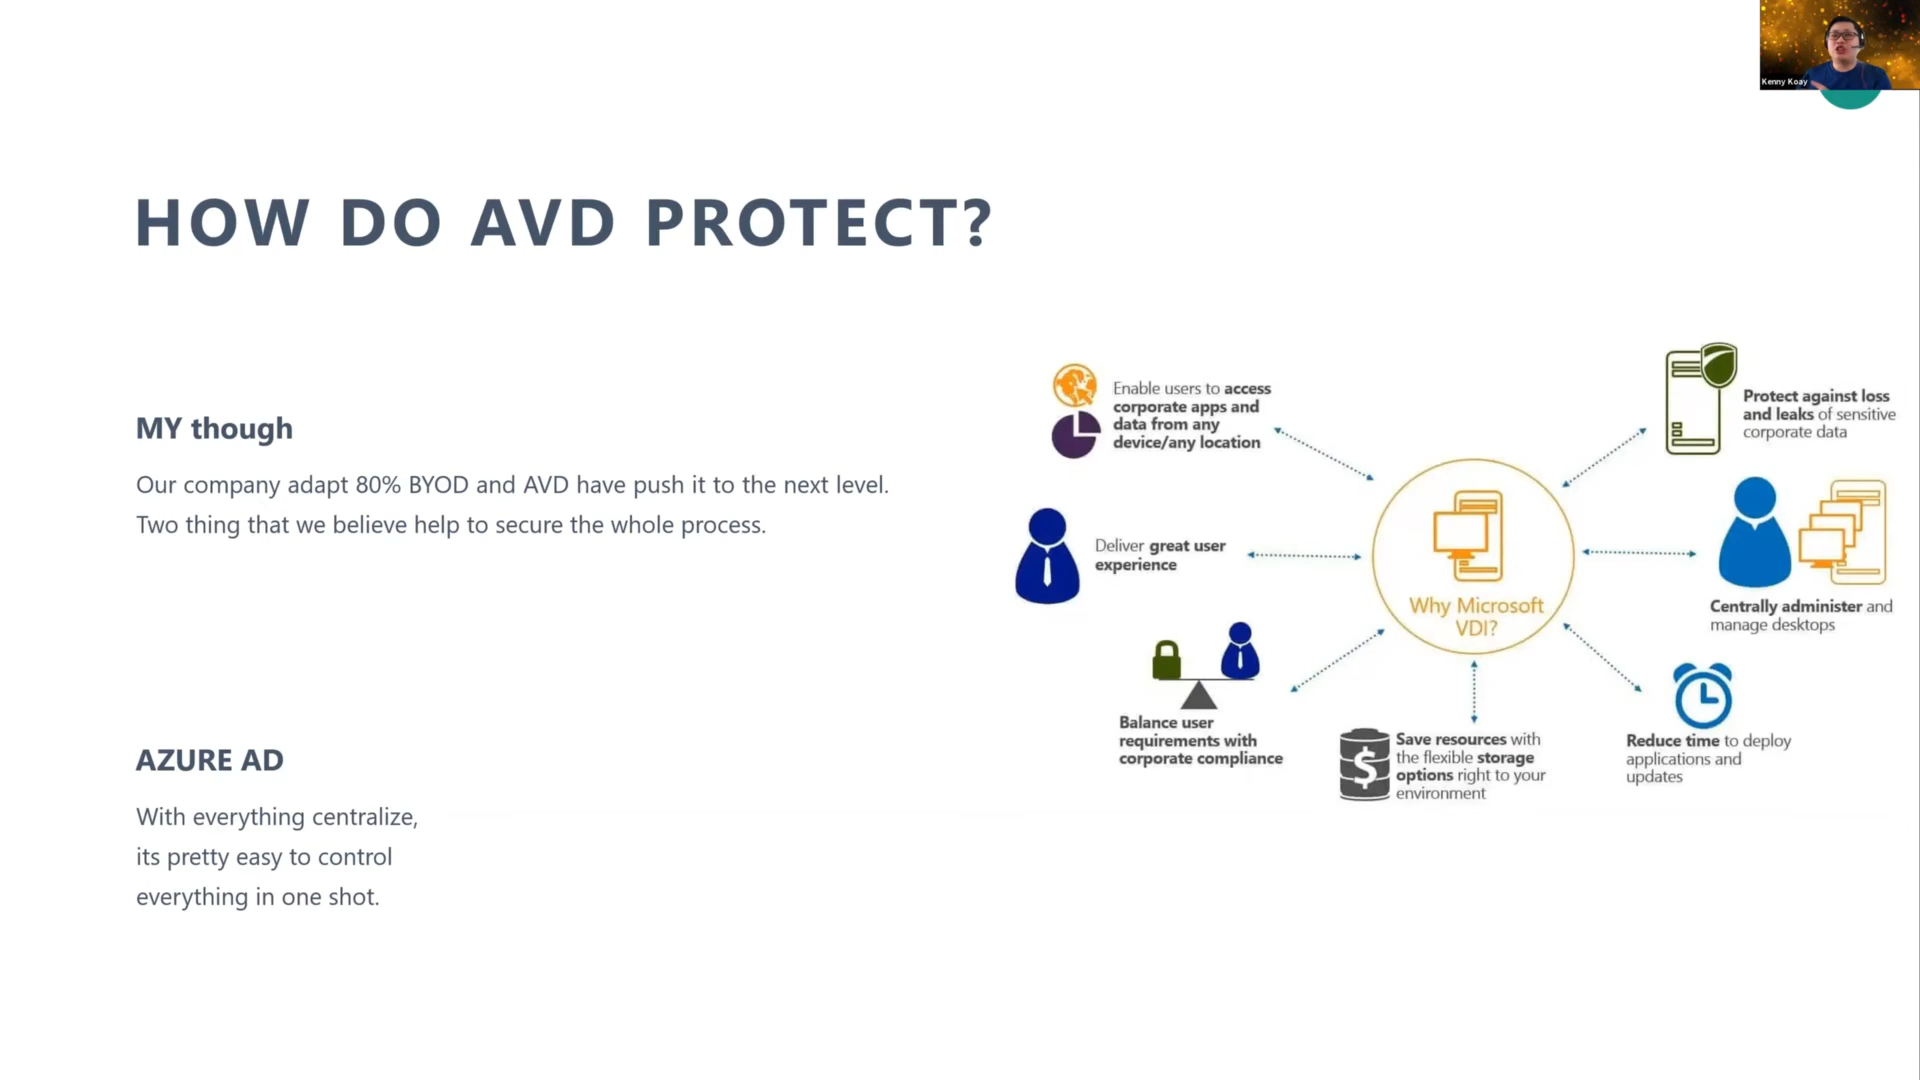 Kenny Koay
HOW DO AVD PROTECT?
MY though
Our company adapt 80% BYOD and AVD have push it to the next level.
Two thing that we believe help to secure the whole process.
AZURE AD
With everything centralize,
its pretty easy to control
everything in one shot.
Enable users to access
corporate apps and
data from any
device/any location
Deliver great user
experience
Balance user
requirements with
corporate compliance
Why Microsoft
VDI?
Save resources with
the flexible storage
options right to your
environment
Protect against loss
and leaks of sensitive
corporate data
Centrally administer and
manage desktops
Reduce time to deploy
applications and
updates